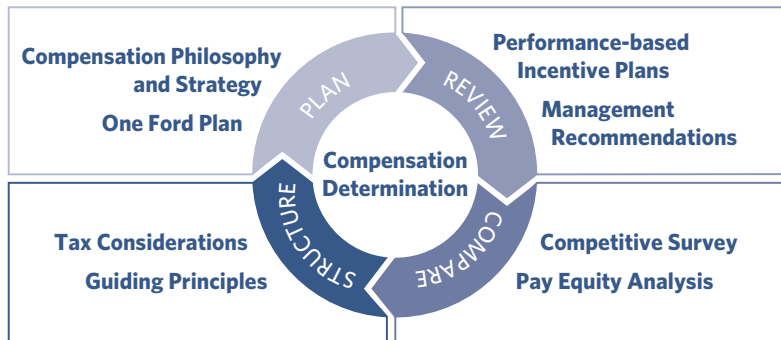 Compensation Philosophy
and Strategy
One Ford Plan
PLAN
Performance-based
Incentive Plans
Management
Recommendations
REVIEW
Compensation
Determination
Tax Considerations
Guiding Principles
STRUCTURE
Competitive Survey
Pay Equity Analysis
COMPARE